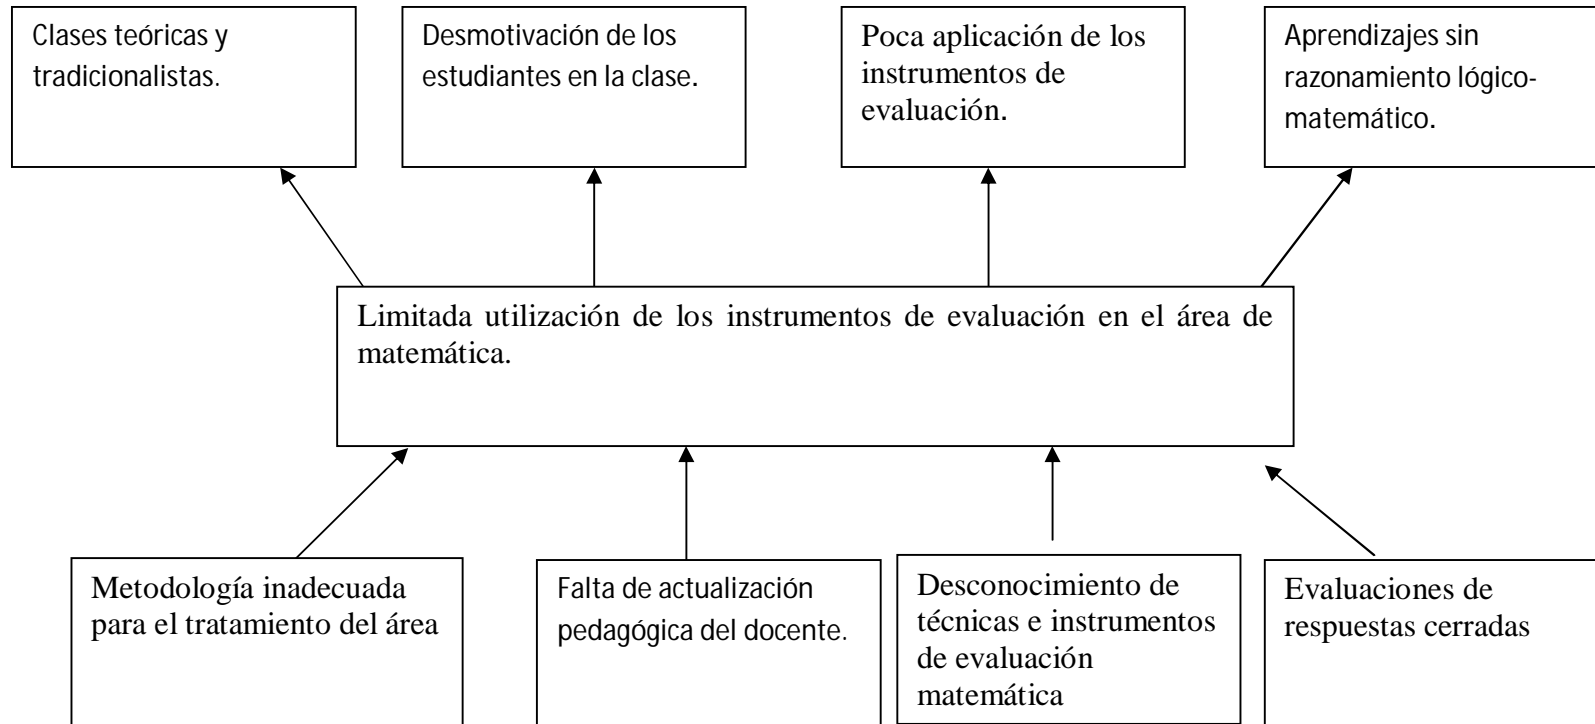 Clases teóricas y
tradicionalistas.
Desmotivación de los
estudiantes en la clase.
Poca aplicación de los
instrumentos de
evaluación.
Aprendizajes sin
razonamiento lógico-
matemático.
Limitada utilización de los instrumentos de evaluación en el área de
matemática.
Metodología inadecuada
para el tratamiento del área
Falta de actualización
pedagógica del docente.
Desconocimiento de
técnicas e instrumentos
de evaluación
matemática
Evaluaciones de
respuestas cerradas